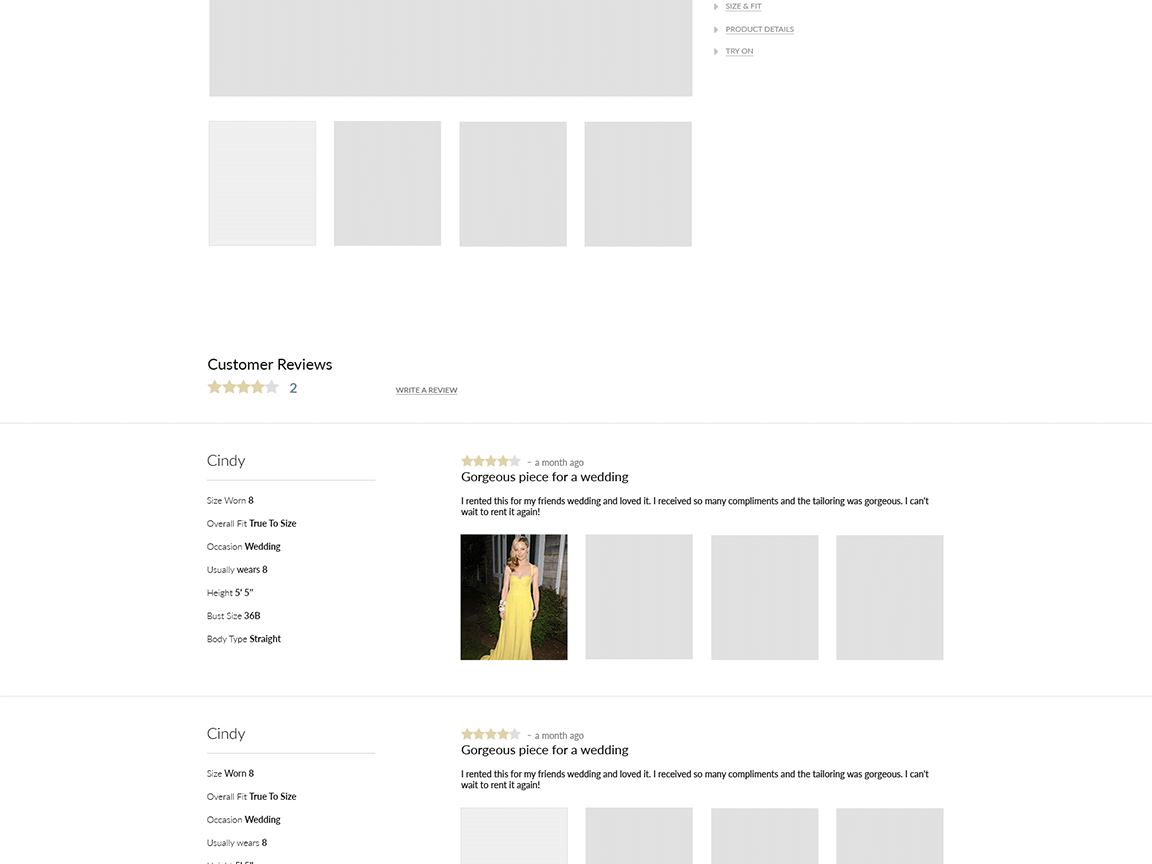 SIZE & FIT
PRODUCT DETAILS
TRY ON
Customer Reviews
2
WRITE A REVIEW
Cindy
Size Worn 8
Overall Fit True To Size
Occasion Wedding
Usually wears 8
Height 5' 5"
Bust Size 36B
Body Type Straight
- a month ago
Gorgeous piece for a wedding
I rented this for my friends wedding and loved it. I received so many compliments and the tailoring was gorgeous. I can't
wait to rent it again!
Cindy
Size Worn 8
Overall Fit True To Size
Occasion Wedding
Usually wears 8
Height 5' 5"
- a month ago
Gorgeous piece for a wedding
I rented this for my friends wedding and loved it. I received so many compliments and the tailoring was gorgeous. I can't
wait to rent it again!